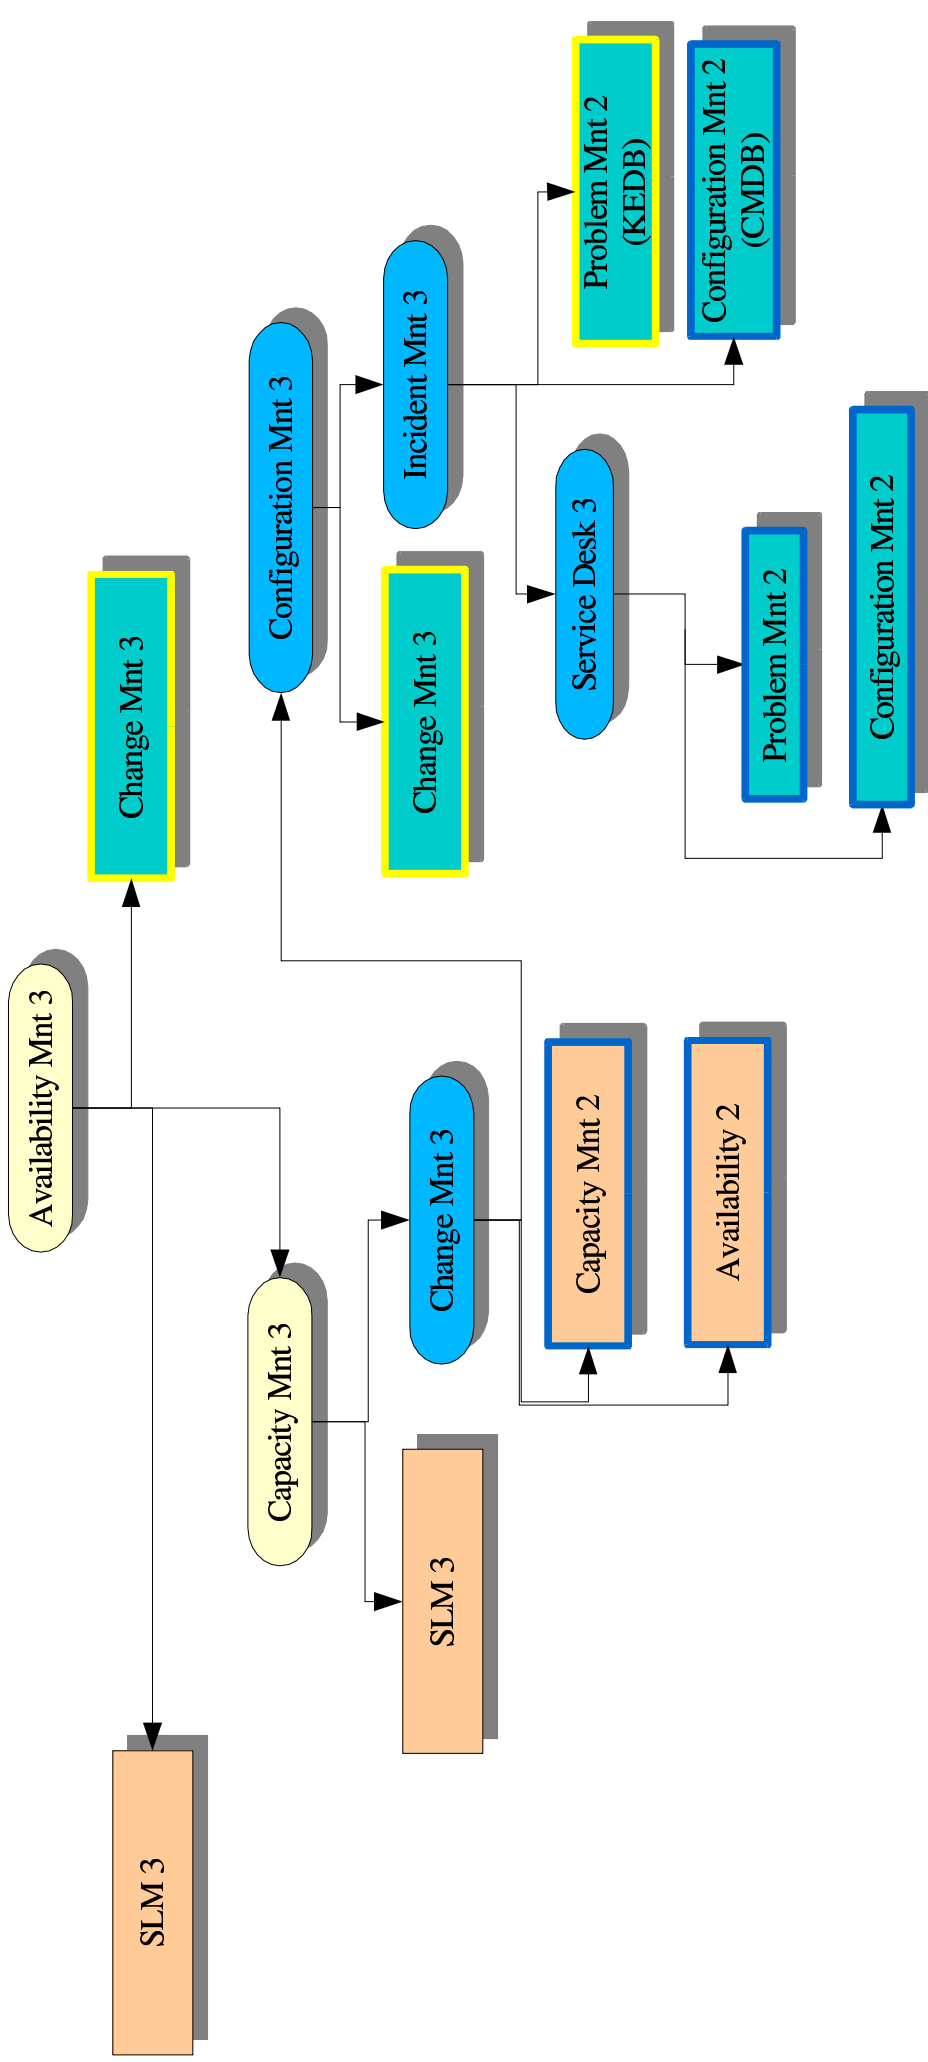 Availability Mnt 3
SLM 3
Change Mnt 3
Capacity Mnt 3
Configuration Mnt 3
SLM 3
Change Mnt 3
Change Mnt 3
Incident Mnt 3
Capacity Mnt 2
Service Desk 3
Problem Mnt 2
(KEDB)
Availability 2
Problem Mnt 2
Configuration Mnt 2
(CMDB)
Configuration Mnt 2